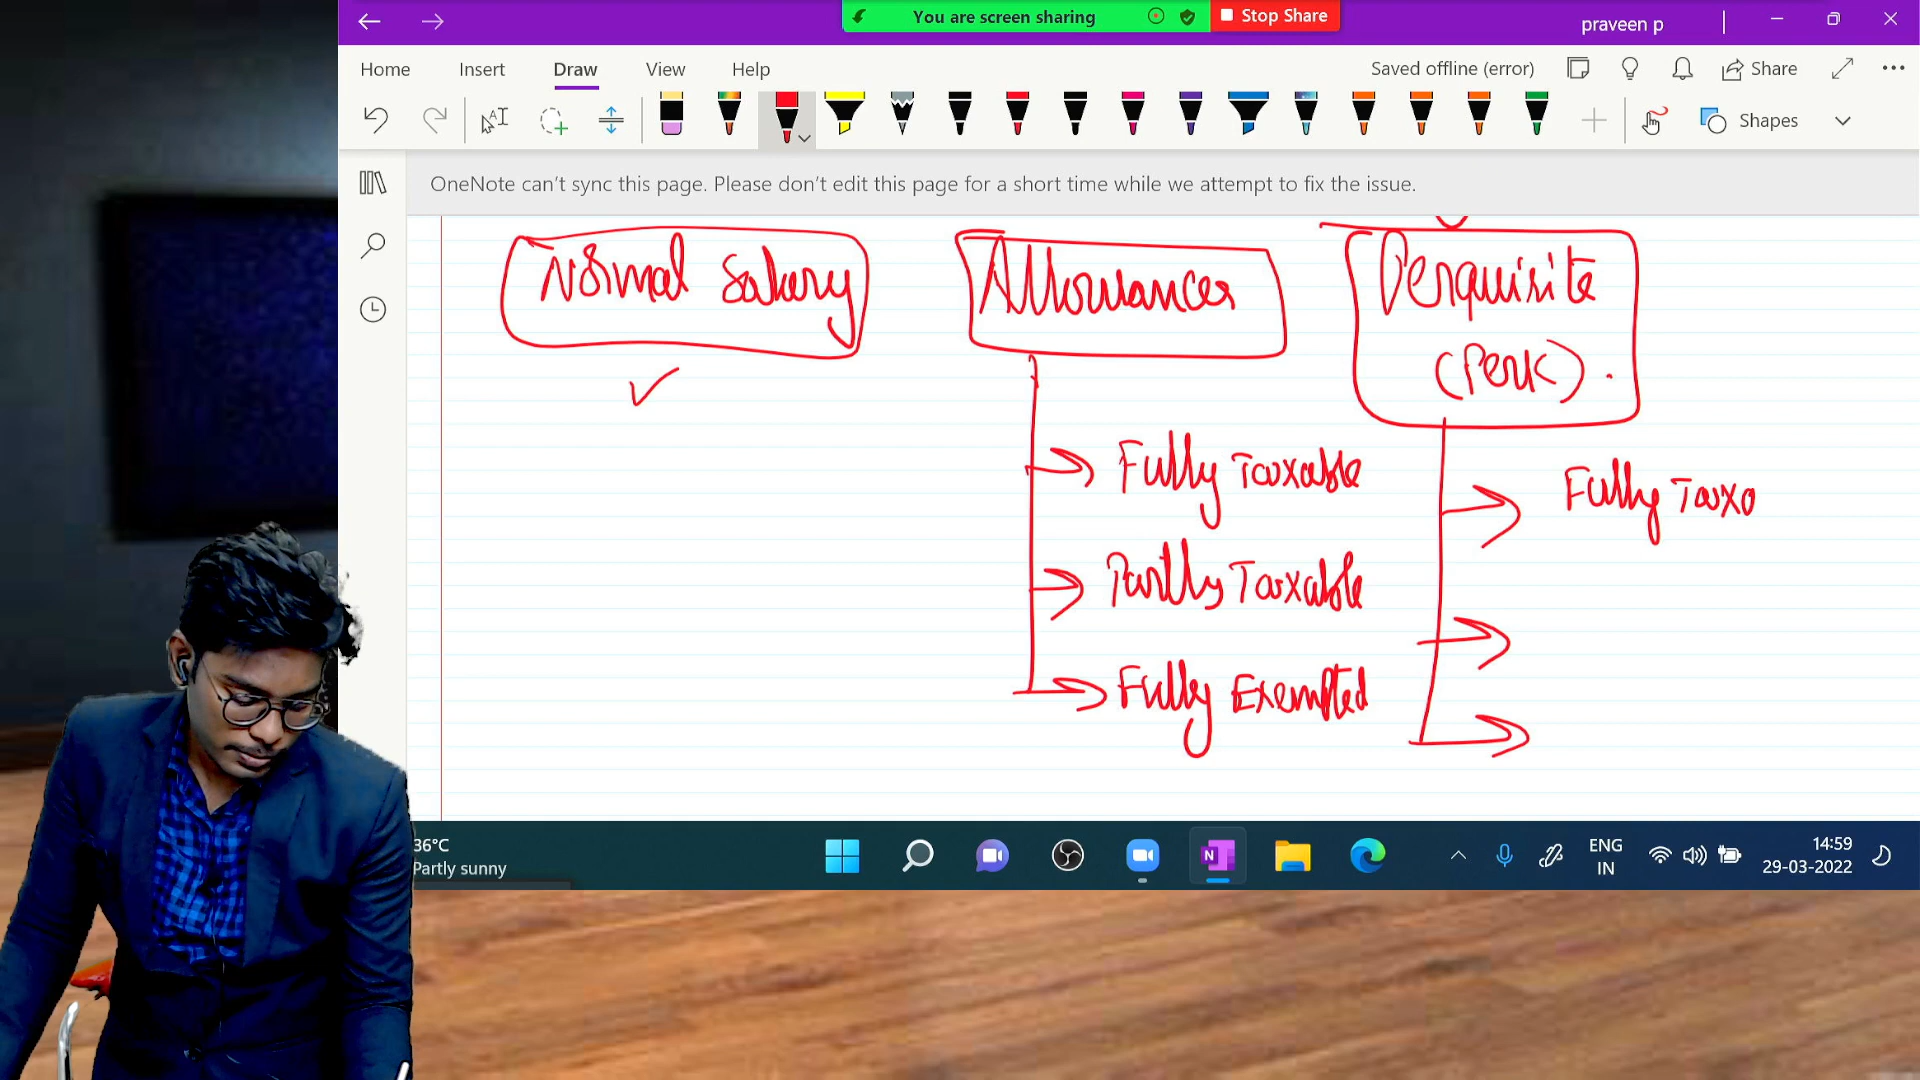 You are screen sharing
Stop Share
praveen p
Home Insert Draw View Help
Saved offline (error)
Share
Shapes
OneNote can't sync this page. Please don't edit this page for a short time while we attempt to fix the issue.
Normal Salary
Allowances
Perquisite
(Perk).
Fully Taxable
Partly Taxable
Fully Exempted
Fully Taxa
36°C
Partly sunny
N
ENG
IN
14:59
29-03-2022